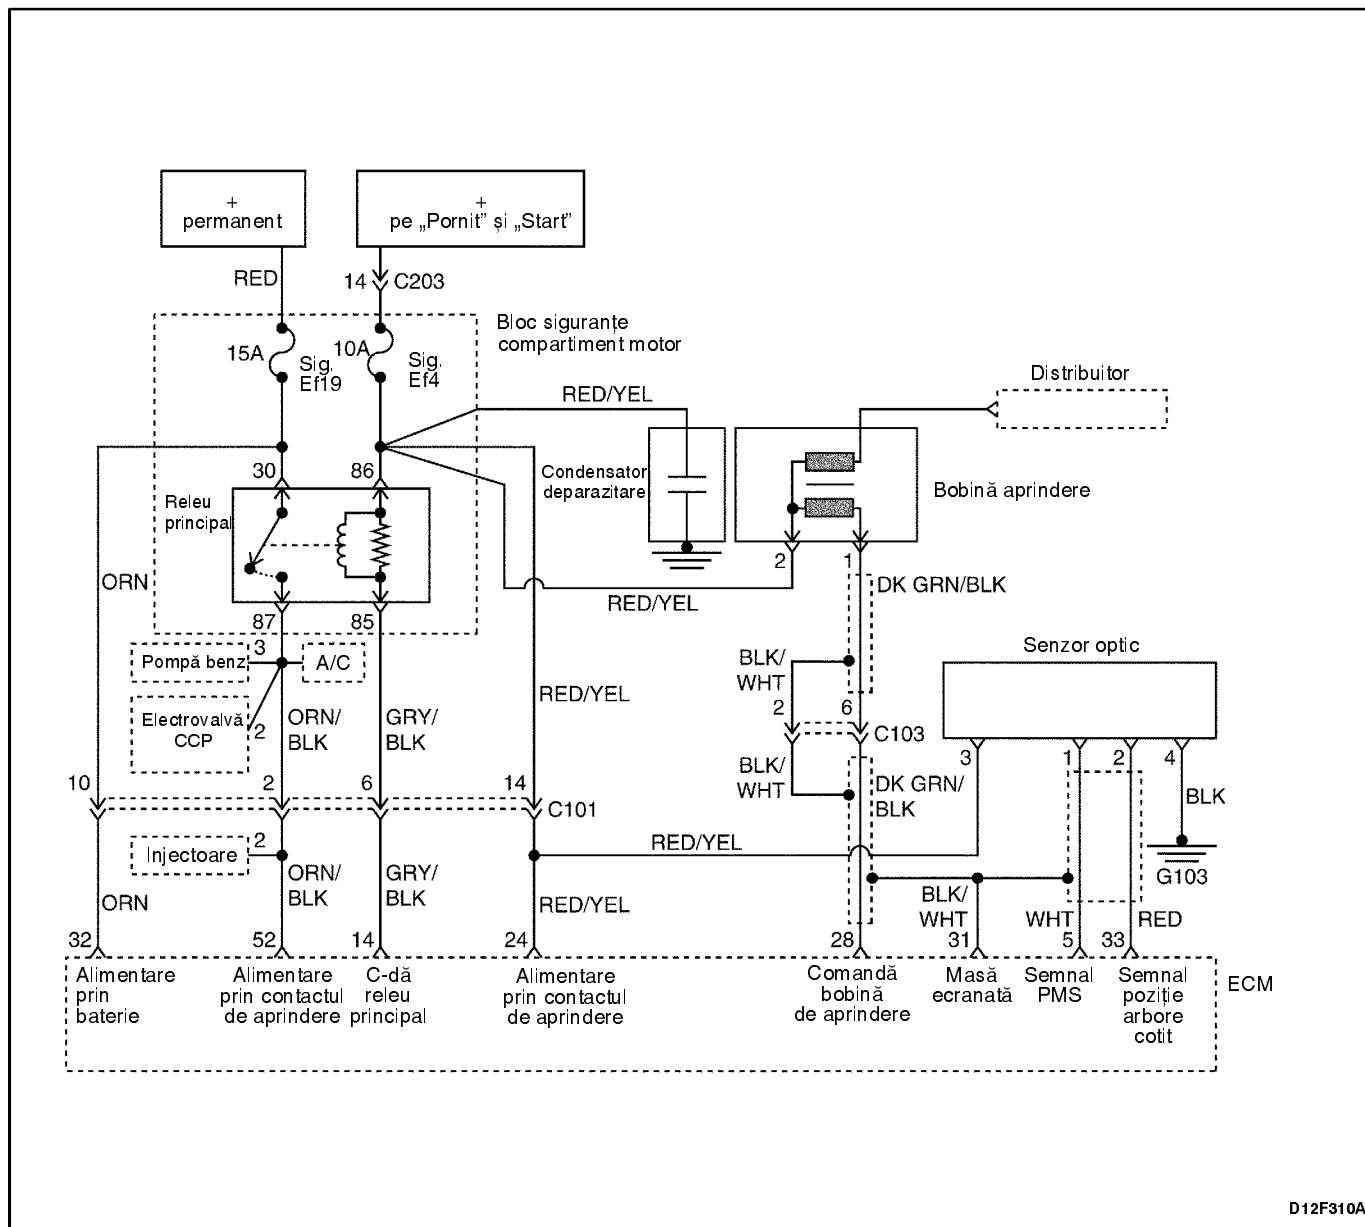 +
permanent
+
pe „Pornit” și „Start”
RED
14
C203
Bloc siguranțe
compartiment motor
15A
Sig.
Ef19
10A
Sig.
Ef4
RED/YEL
Distribuitor
30
86
Releu
principal
Condensator
deparazitare
Bobină aprindere
2
1
ORN
RED/YEL
DK GRN/BLK
87
85
Pompă benz
3
A/C
Electrovalvă
CCP
2
ORN/
BLK
GRY/
BLK
RED/YEL
BLK/
WHT
2
6
C103
Senzor optic
3
1
2
4
BLK/
WHT
DK GRN/
BLK
BLK
10
2
6
14
C101
Injectoare
2
RED/YEL
G103
ORN
ORN/
BLK
GRY/
BLK
RED/YEL
BLK/
WHT
WHT
RED
32
52
14
24
28
31
5
33
Alimentare
prin
baterie
Alimentare
prin contactul
de aprindere
C-dă
releu
principal
Alimentare
prin contactul
de aprindere
Comandă
bobină
de aprindere
Masă
ecranată
Semnal
PMS
Semnal
poziție
arbore
cotit
ECM
D12F310A